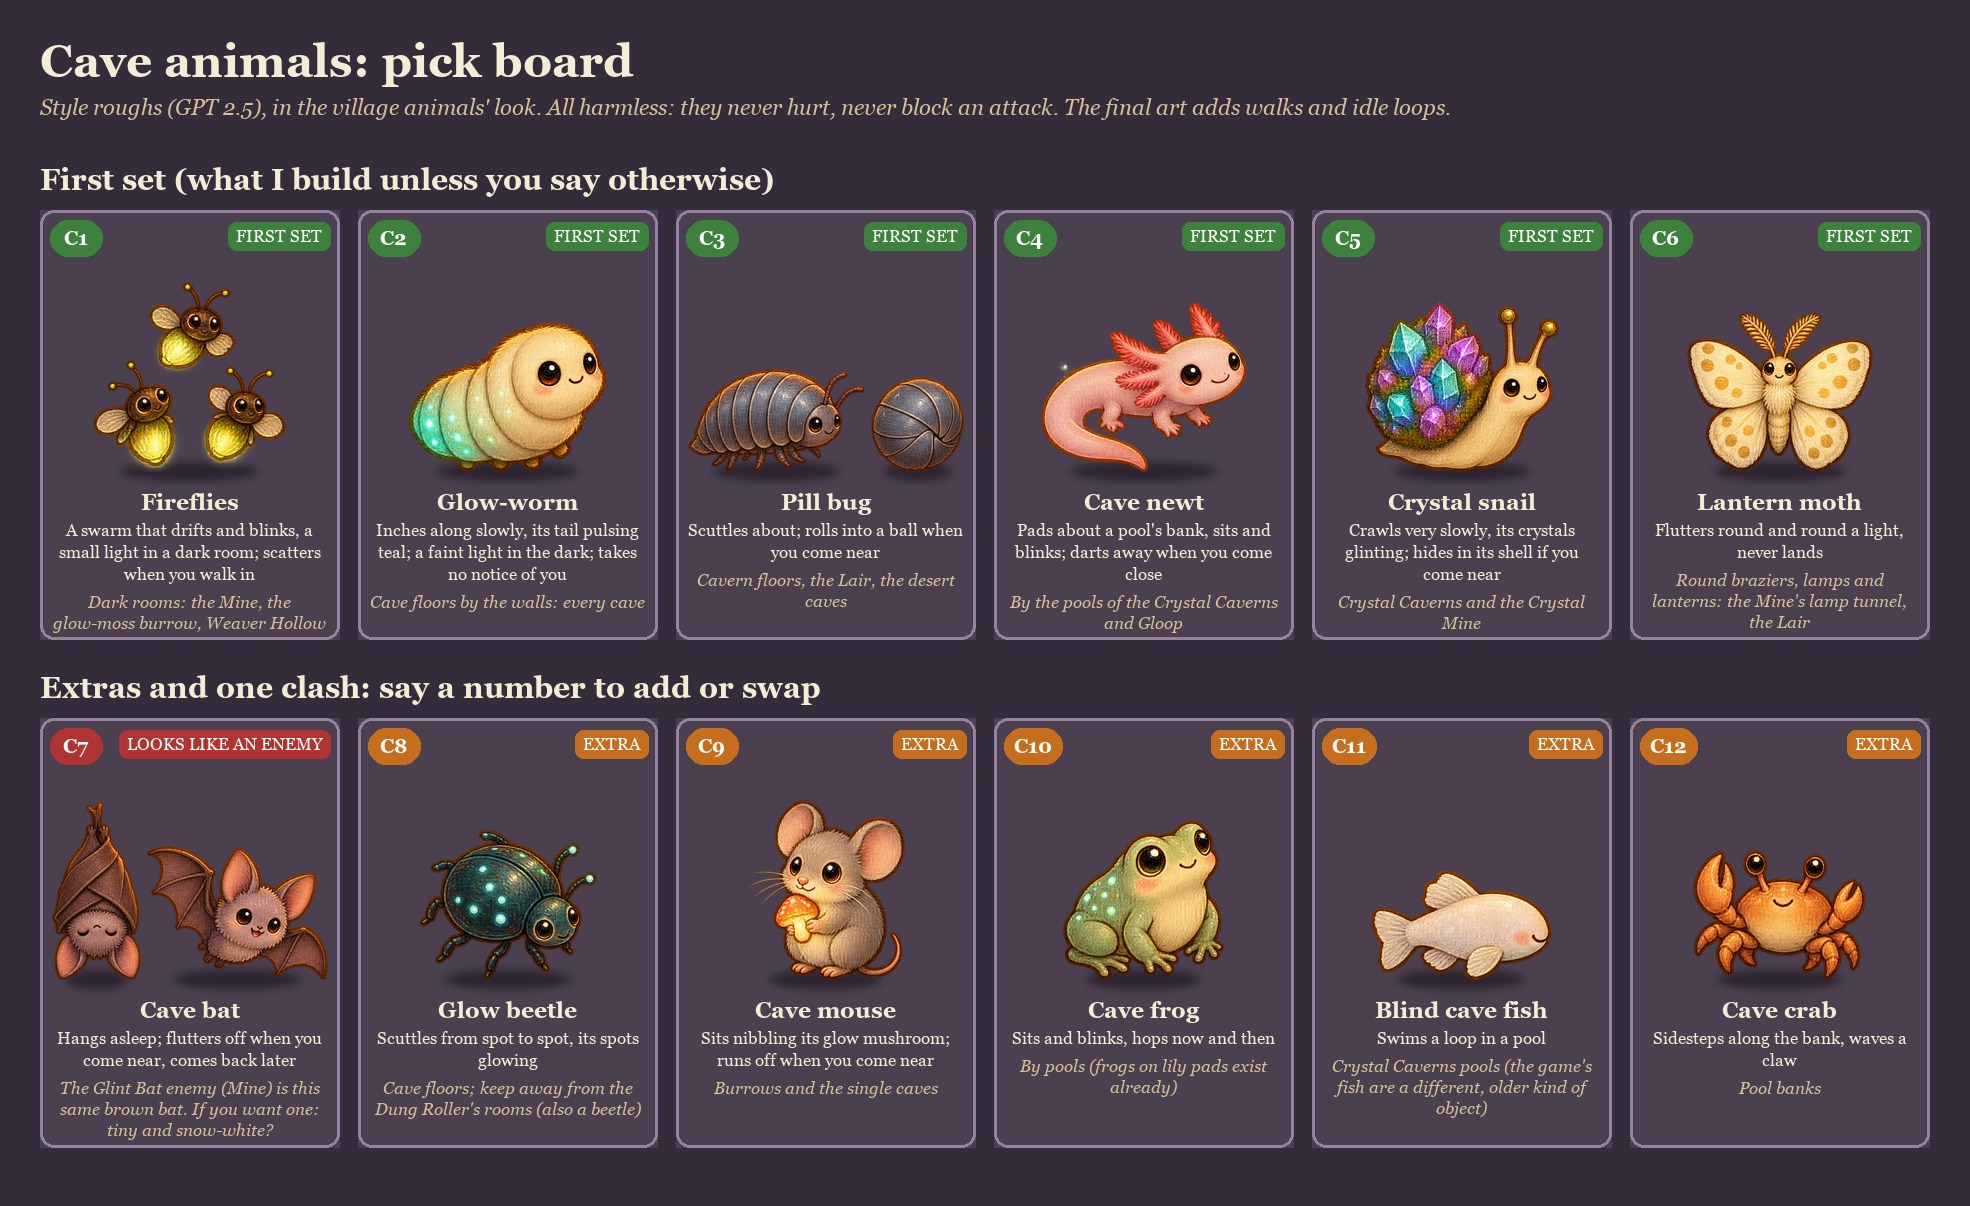 Cave animals: pick board
Style roughs (GPT 2.5), in the village animals' look. All harmless: they never hurt, never block an attack. The final art adds walks and idle loops.
First set (what I build unless you say otherwise)
C1
FIRST SET
Fireflies
A swarm that drifts and blinks, a
small light in a dark room; scatters
when you walk in
Dark rooms: the Mine, the
glow-moss burrow, Weaver Hollow
C2
FIRST SET
Glow-worm
Inches along slowly, its tail pulsing
teal; a faint light in the dark; takes
no notice of you
Cave floors by the walls: every cave
C3
FIRST SET
Pill bug
Scuttles about; rolls into a ball when
you come near
Cavern floors, the Lair, the desert
caves
C4
FIRST SET
Cave newt
Pads about a pool's bank, sits and
blinks; darts away when you come
close
By the pools of the Crystal Caverns
and Gloop
C5
FIRST SET
Crystal snail
Crawls very slowly, its crystals
glinting; hides in its shell if you
come near
Crystal Caverns and the Crystal
Mine
C6
FIRST SET
Lantern moth
Flutters round and round a light,
never lands
Round braziers, lamps and
lanterns: the Mine's lamp tunnel,
the Lair
Extras and one clash: say a number to add or swap
C7
LOOKS LIKE AN ENEMY
Cave bat
Hangs asleep; flutters off when you
come near, comes back later
The Glint Bat enemy (Mine) is this
same brown bat. If you want one:
tiny and snow-white?
C8
EXTRA
Glow beetle
Scuttles from spot to spot, its spots
glowing
Cave floors; keep away from the
Dung Roller's rooms (also a beetle)
C9
EXTRA
Cave mouse
Sits nibbling its glow mushroom;
runs off when you come near
Burrows and the single caves
C10
EXTRA
Cave frog
Sits and blinks, hops now and then
By pools (frogs on lily pads exist
already)
C11
EXTRA
Blind cave fish
Swims a loop in a pool
Crystal Caverns pools (the game's
fish are a different, older kind of
object)
C12
EXTRA
Cave crab
Sidesteps along the bank, waves a
claw
Pool banks